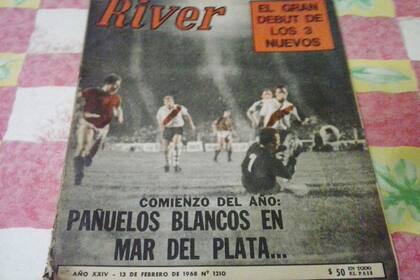 River
EL GRAN
DEBUT DE
LOS 3
NUEVOS
1
COMIENZO DEL AÑO:
PAÑUELOS BLANCOS EN
MAR DEL PLATA...
AÑO XXIV - 13 DE FEBRERO DE 1968 Nº 1210
$ 50 EN TODO
EL PAIS